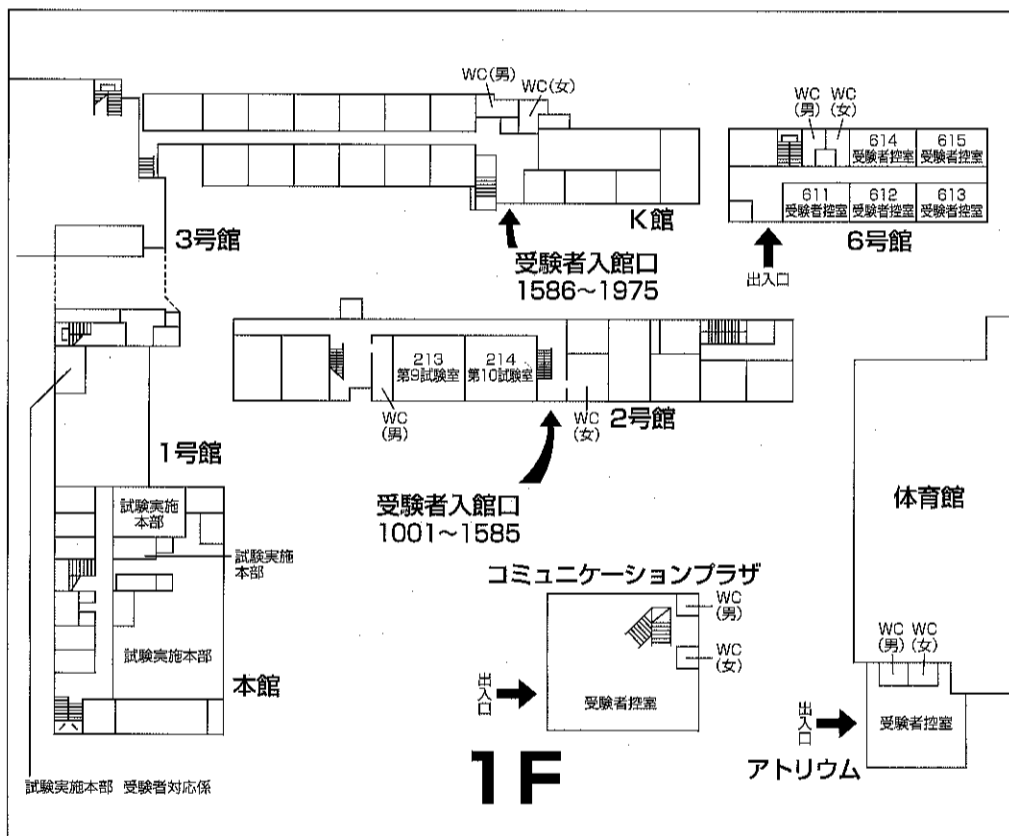 WC(男)
WC(女)
WC
(男)
WC
(女)
614
受験者控室
615
受験者控室
611
受験者控室
612
受験者控室
613
受験者控室
K館
6号館
3号館
受験者入館口
1586～1975
出入口
213
第9試験室
214
第10試験室
WC
(男)
WC
(女)
2号館
1号館
受験者入館口
1001～1585
体育館
試験実施
本部
試験実施
本部
コミュニケーションプラザ
WC
(男)
WC
(女)
試験実施本部
本館
出入口
受験者控室
WC
(男)
WC
(女)
出入口
受験者控室
アトリウム
1F
試験実施本部 受験者対応係